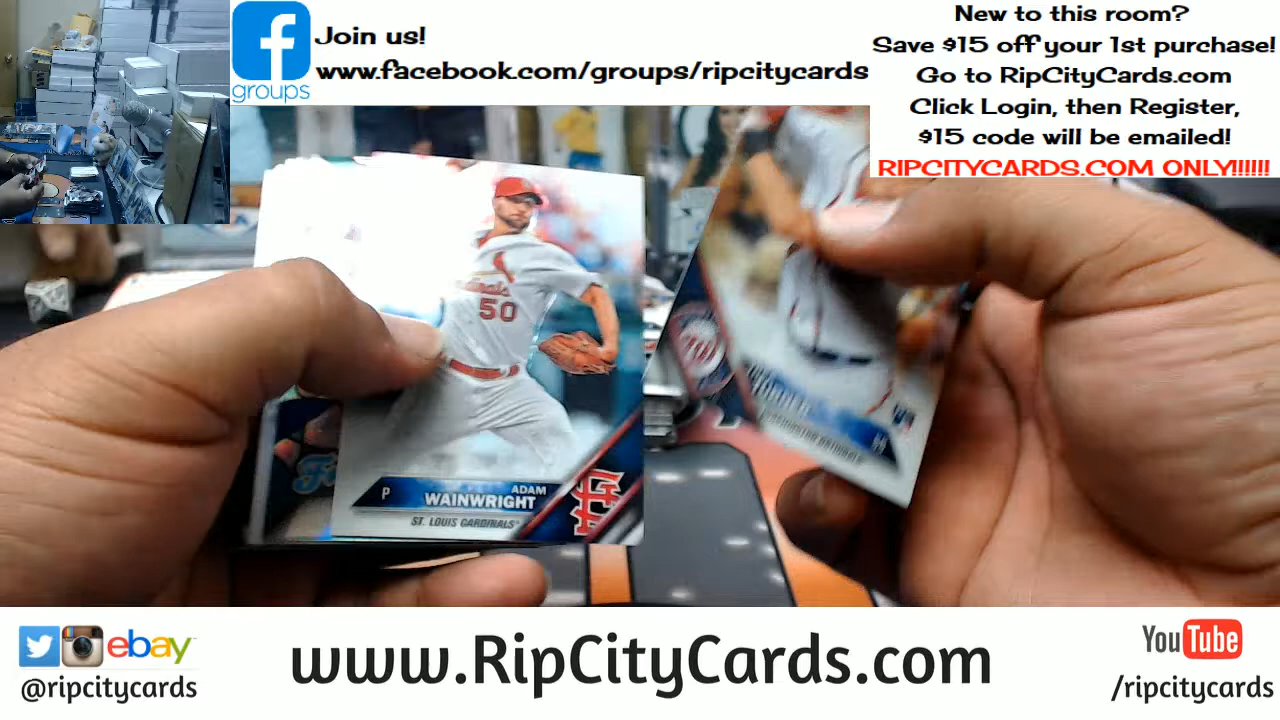 f
groups
Join us!
www.facebook.com/groups/ripcitycards
New to this room?
Save $15 off your 1st purchase!
Go to RipCityCards.com
Click Login, then Register,
$15 code will be emailed!
RIPCITYCARDS.COM ONLY!!!!!!
50
P
ADAM
WAINWRIGHT
ST. LOUIS CARDINALS
WASHINGTON NATIONALS
ebay
@ripcitycards
www.RipCityCards.com
YouTube
/ripcitycards